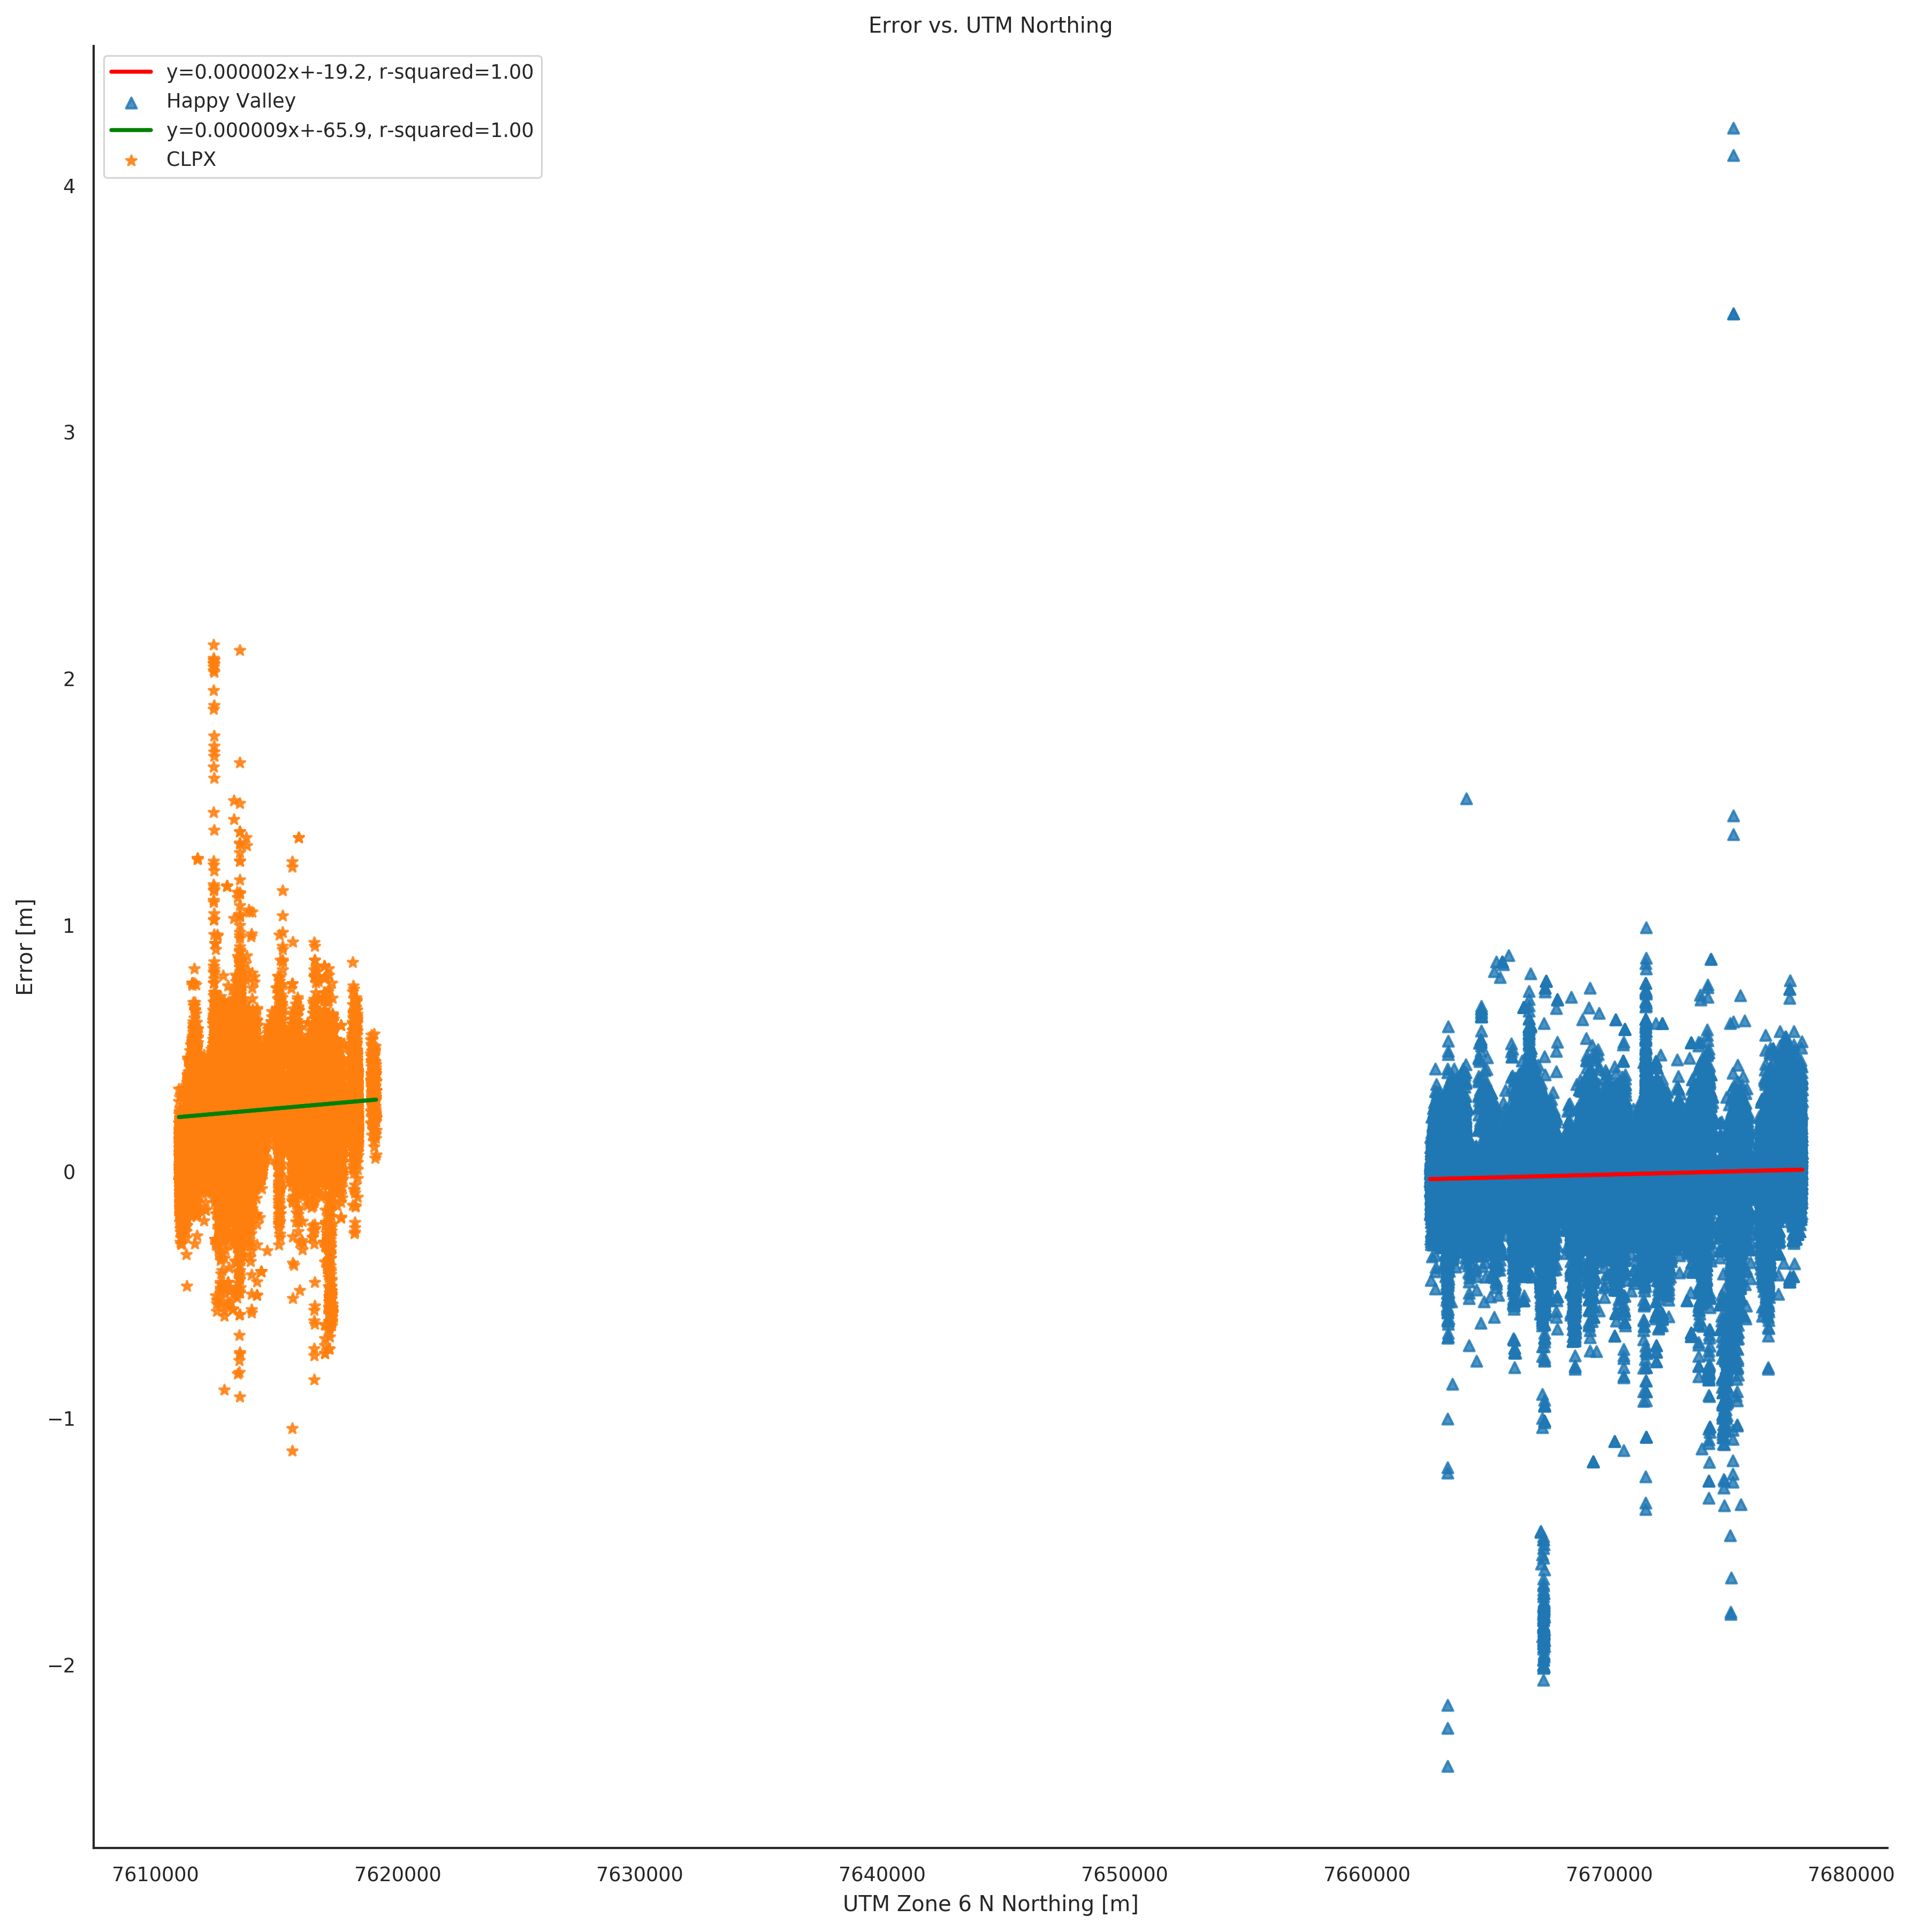 Error vs. UTM Northing
y=0.000002x+-19.2, r-squared=1.00
Happy Valley
y=0.000009x+-65.9, r-squared=1.00
CLPX
4
3
2
1
0
−1
−2
Error [m]
7610000 7620000 7630000 7640000 7650000 7660000 7670000 7680000
UTM Zone 6 N Northing [m]